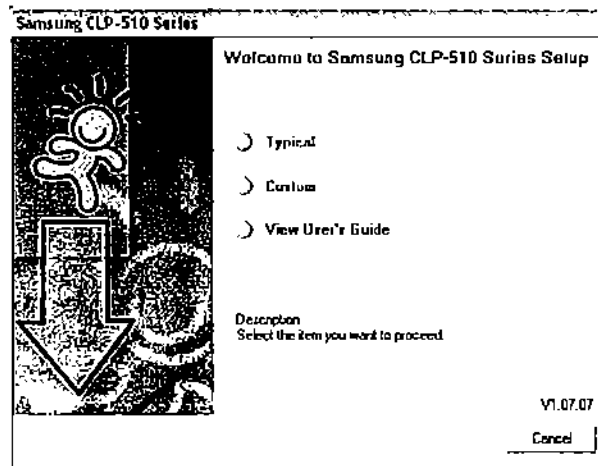 Samsung CLP-510 Series
Welcome to Samsung CLP-510 Series Setup
Typical
Custom
View User's Guide
Description
Select the item you want to proceed.
V1.07.07
Cancel